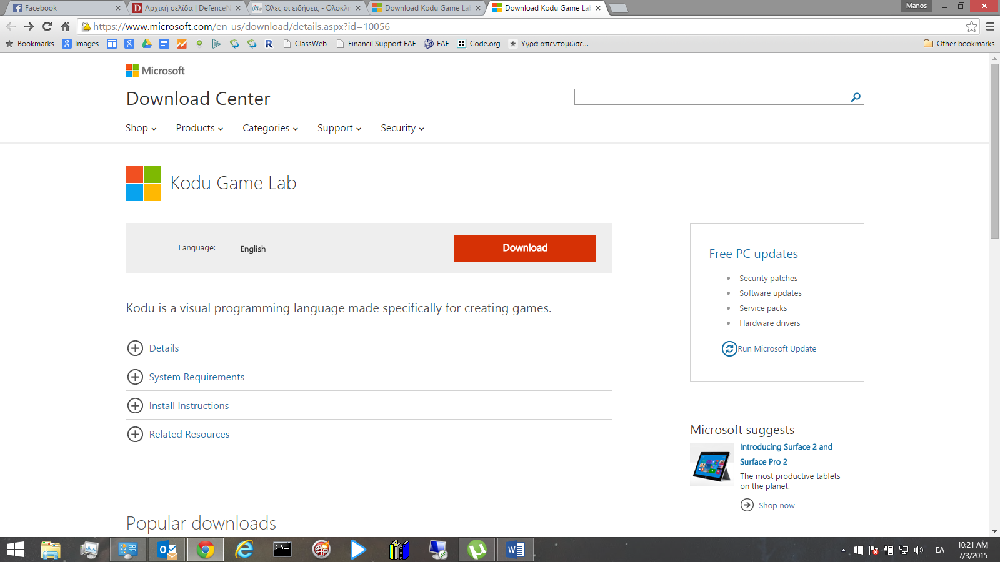 Manos
Facebook
Αρχική σελίδα | DefenceN
Όλες οι ειδήσεις - Ολοκλη
Download Kodu Game La
Download Kodu Game La
https://www.microsoft.com/en-us/download/details.aspx?id=10056
Bookmarks
Images
ClassWeb
Financil Support ΕΛΕ
ΕΛΕ
Code.org
Υγρά απεντομώσε...
Other bookmarks
Microsoft
Download Center
Shop Products Categories Support Security
Kodu Game Lab
Language: English
Download
Kodu is a visual programming language made specifically for creating games.
Details
System Requirements
Install Instructions
Related Resources
Free PC updates
Security patches
Software updates
Service packs
Hardware drivers
Run Microsoft Update
Microsoft suggests
Introducing Surface 2 and
Surface Pro 2
The most productive tablets
on the planet.
Shop now
Popular downloads
ΕΛ
10:21 AM
7/3/2015